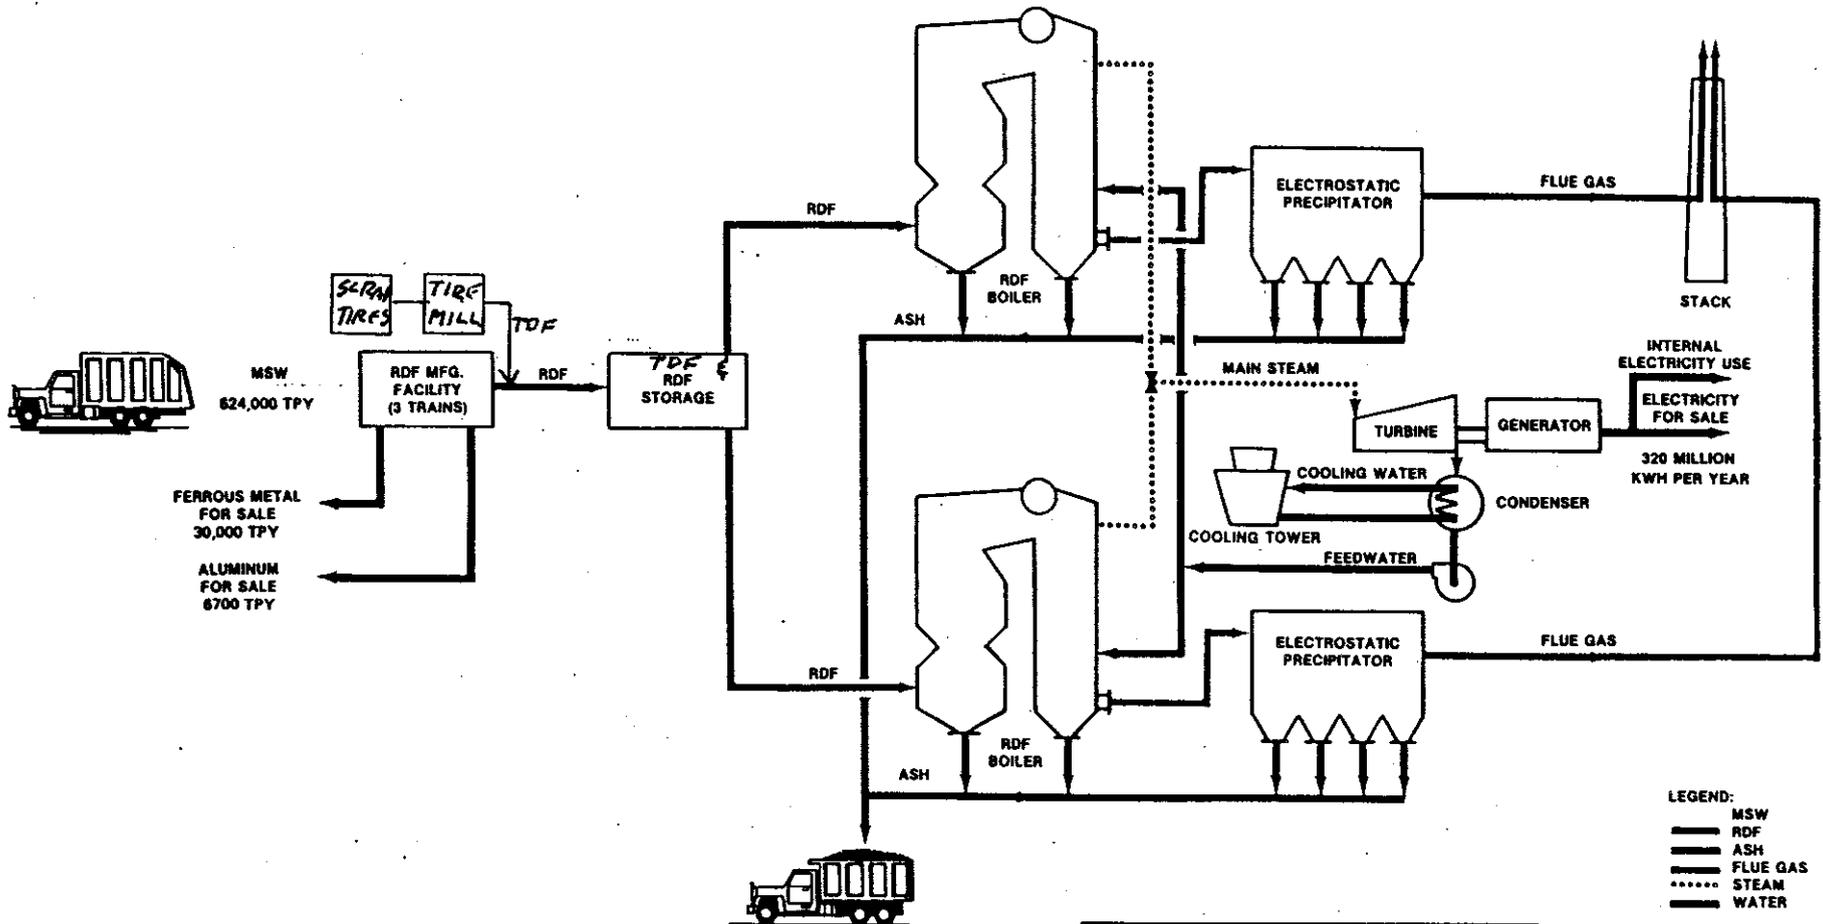 SCRAP
TIRES
TIRE
MILL
TDF
MSW
624,000 TPY
RDF MFG.
FACILITY
(3 TRAINS)
RDF
TDF
&
RDF
STORAGE
FERROUS METAL
FOR SALE
30,000 TPY
ALUMINUM
FOR SALE
6700 TPY
RDF
RDF
BOILER
ASH
ELECTROSTATIC
PRECIPITATOR
FLUE GAS
STACK
MAIN STEAM
TURBINE
GENERATOR
INTERNAL
ELECTRICITY USE
ELECTRICITY
FOR SALE
320 MILLION
KWH PER YEAR
COOLING WATER
CONDENSER
COOLING TOWER
FEEDWATER
RDF
RDF
BOILER
ASH
ELECTROSTATIC
PRECIPITATOR
FLUE GAS
LEGEND:
MSW
RDF
ASH
FLUE GAS
STEAM
WATER